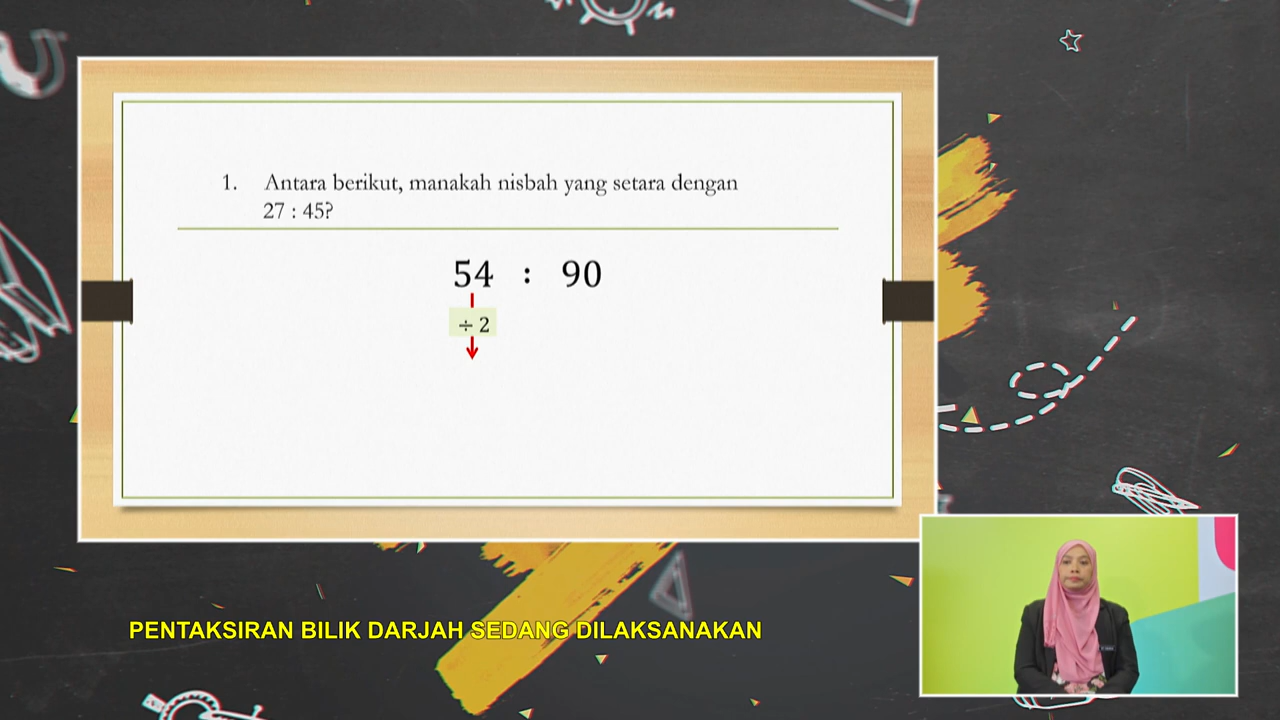 1. Antara berikut, manakah nisbah yang setara dengan
27 : 45?
54 : 90
÷ 2
PENTAKSIRAN BILIK DARJAH SEDANG DILAKSANAKAN